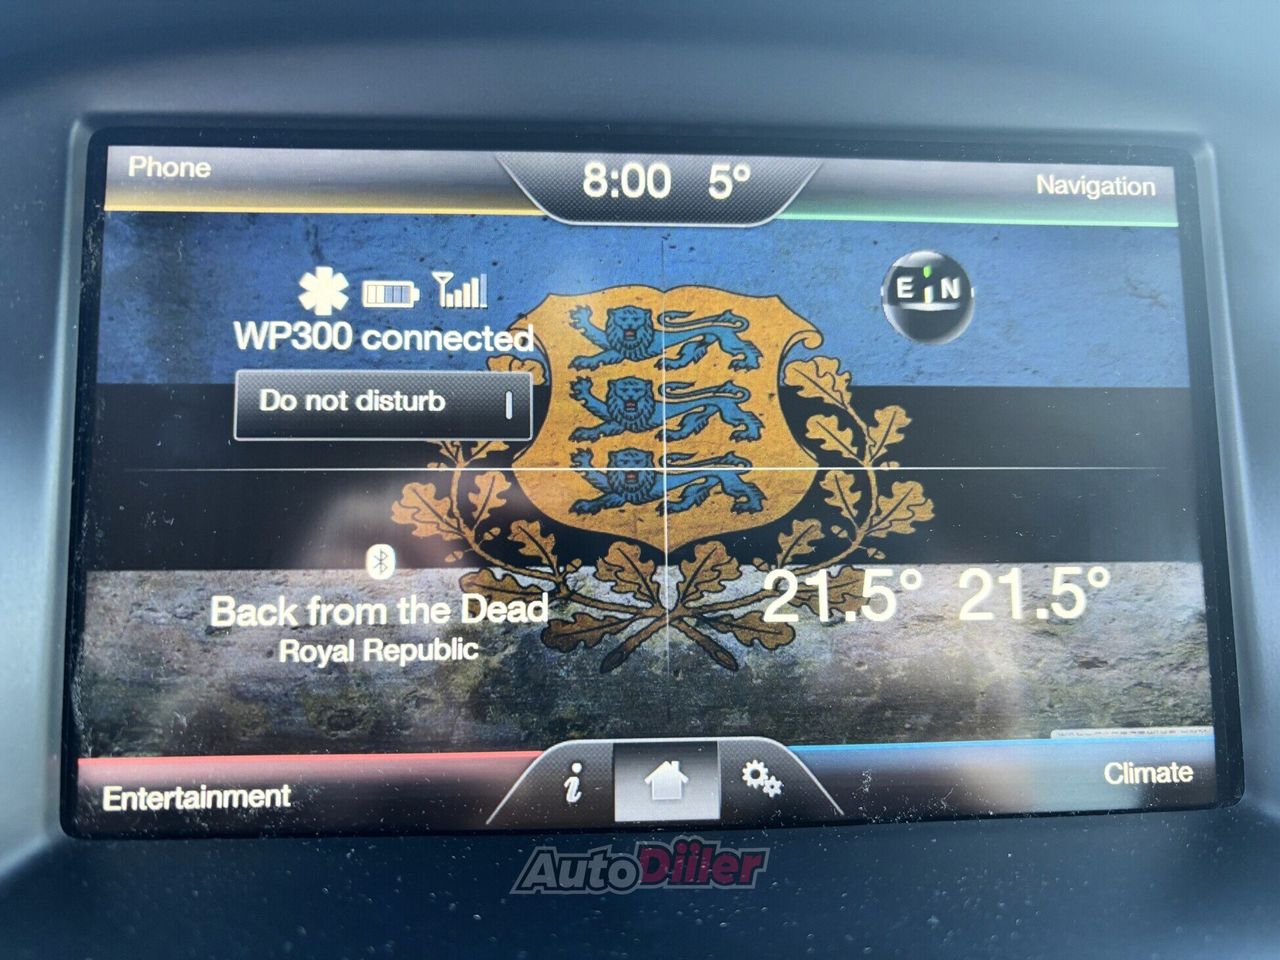 Phone
8:00 5°
Navigation
E N
WP300 connected
Do not disturb
Back from the Dead
Royal Republic
21.5° 21.5°
Entertainment
i
Climate
AutoDiiler